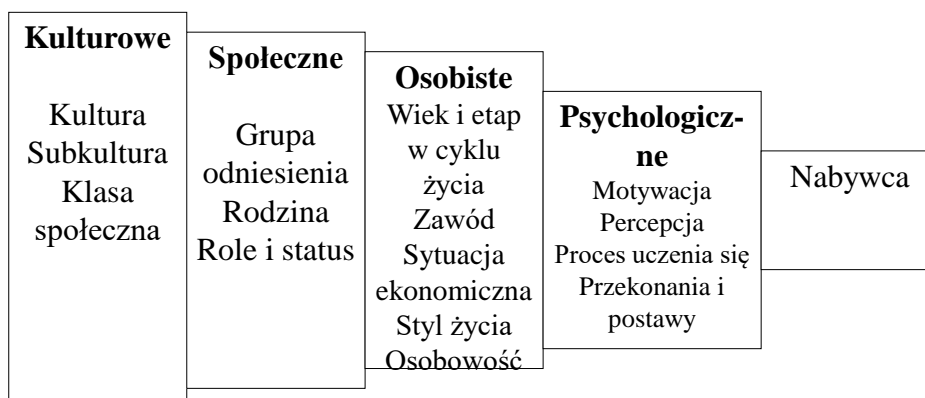 Kulturowe
Kultura
Subkultura
Klasa
społeczna
Społeczne
Grupa
odniesienia
Rodzina
Role i status
Osobiste
Wiek i etap
w cyklu
życia
Zawód
Sytuacja
ekonomiczna
Styl życia
Osobowość
Psychologicz-
ne
Motywacja
Percepcja
Proces uczenia się
Przekonania i
postawy
Nabywca